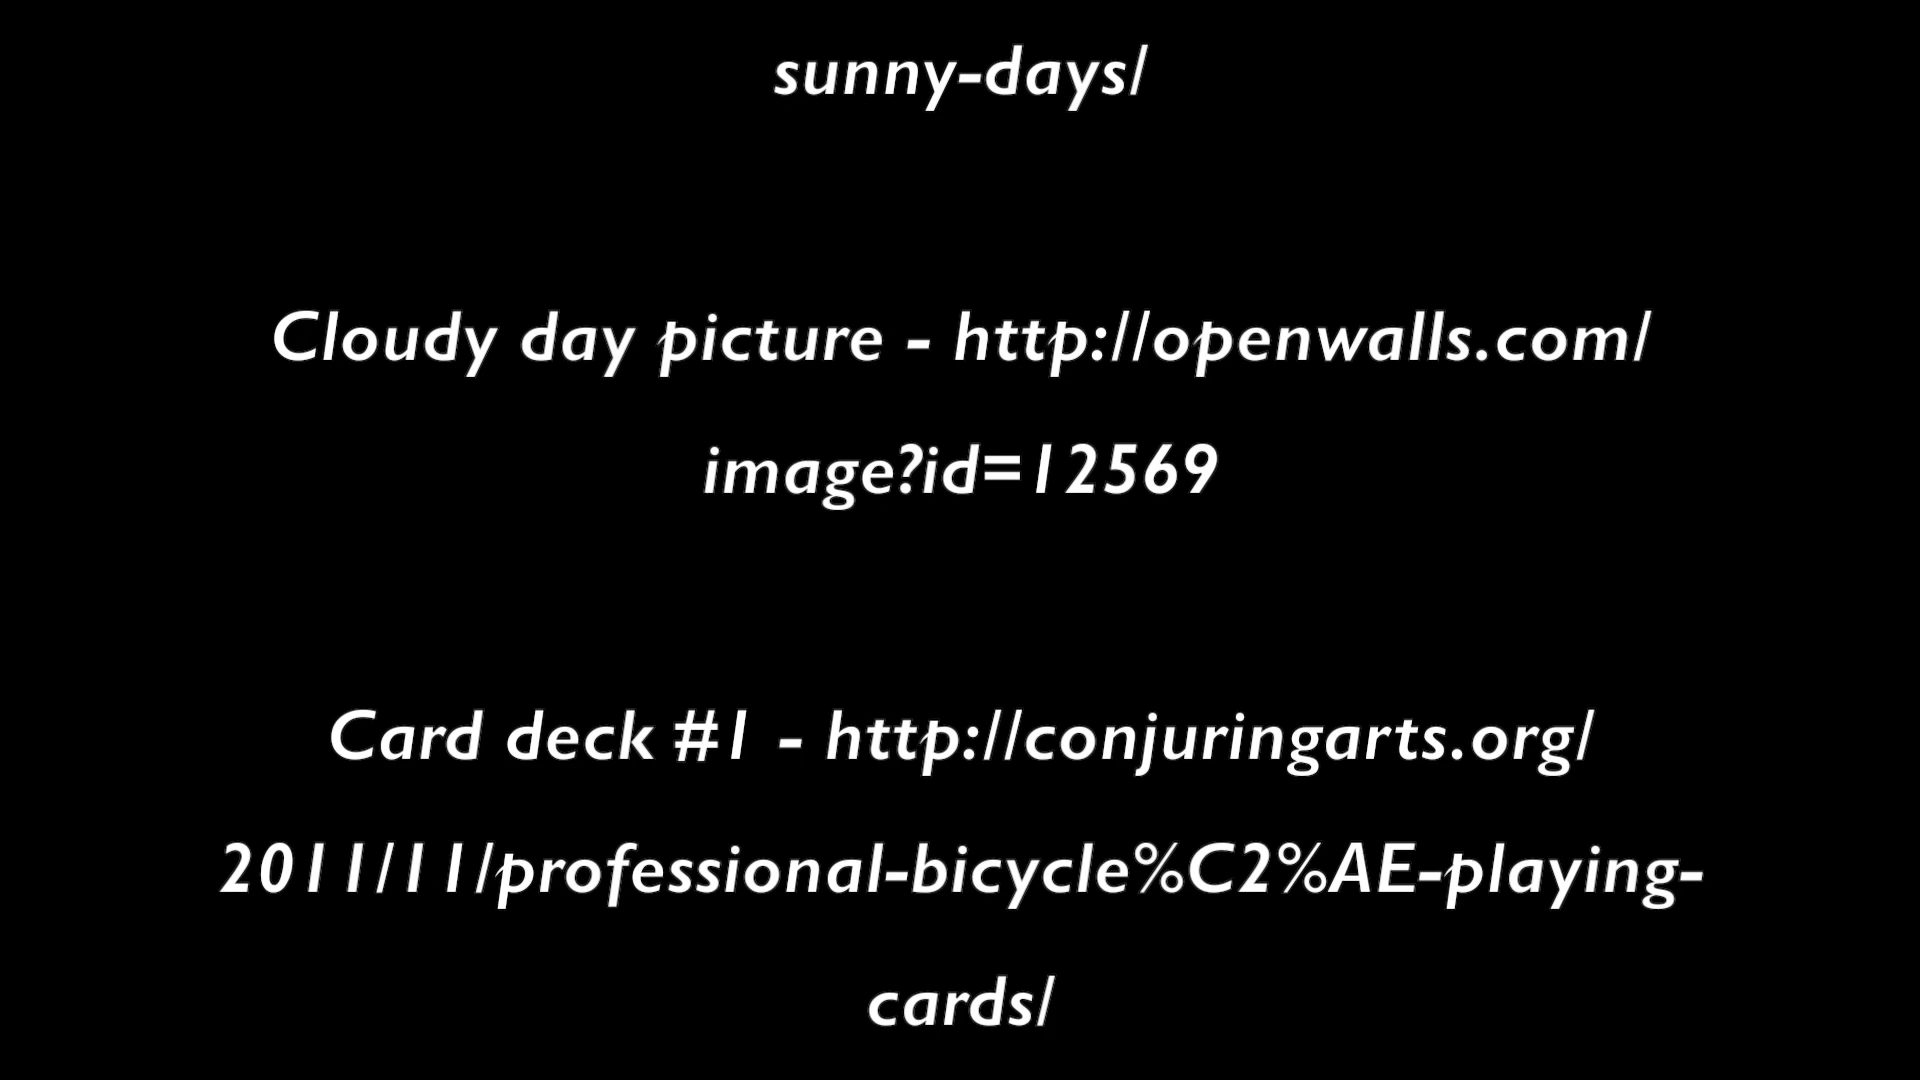 sunny-days/
Cloudy day picture - http://openwalls.com/
image?id=12569
Card deck #1 - http://conjuringarts.org/
2011/11/professional-bicycle%C2%AE-playing-
cards/